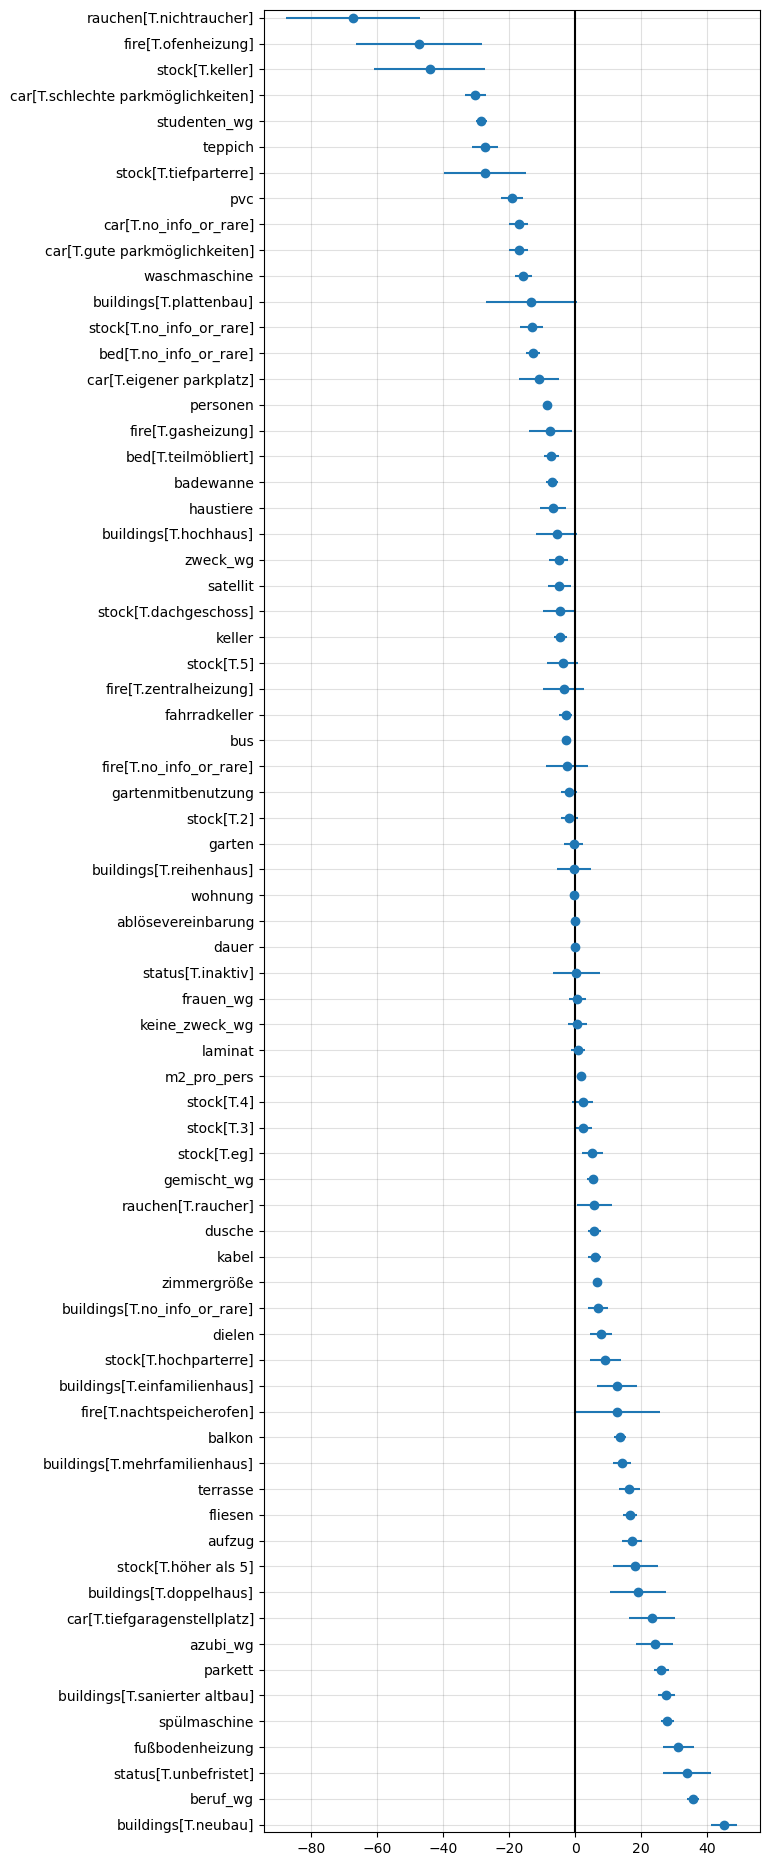 rauchen[T.nichtraucher]
fire[T.ofenheizung]
stock[T.keller]
car[T.schlechte parkmöglichkeiten]
studenten_wg
teppich
stock[T.tiefparterre]
pvc
car[T.no_info_or_rare]
car[T.gute parkmöglichkeiten]
waschmaschine
buildings[T.plattenbau]
stock[T.no_info_or_rare]
bed[T.no_info_or_rare]
car[T.eigener parkplatz]
personen
fire[T.gasheizung]
bed[T.teilmöbliert]
badewanne
haustiere
buildings[T.hochhaus]
zweck_wg
satellit
stock[T.dachgeschoss]
keller
stock[T.5]
fire[T.zentralheizung]
fahrradkeller
bus
fire[T.no_info_or_rare]
gartenmitbenutzung
stock[T.2]
garten
buildings[T.reihenhaus]
wohnung
ablösevereinbarung
dauer
status[T.inaktiv]
frauen_wg
keine_zweck_wg
laminat
m2_pro_pers
stock[T.4]
stock[T.3]
stock[T.eg]
gemischt_wg
rauchen[T.raucher]
dusche
kabel
zimmergröße
buildings[T.no_info_or_rare]
dielen
stock[T.hochparterre]
buildings[T.einfamilienhaus]
fire[T.nachtspeicherofen]
balkon
buildings[T.mehrfamilienhaus]
terrasse
fliesen
aufzug
stock[T.höher als 5]
buildings[T.doppelhaus]
car[T.tiefgaragenstellplatz]
azubi_wg
parkett
buildings[T.sanierter altbau]
spülmaschine
fußbodenheizung
status[T.unbefristet]
beruf_wg
buildings[T.neubau]
−80 −60 −40 −20 0 20 40